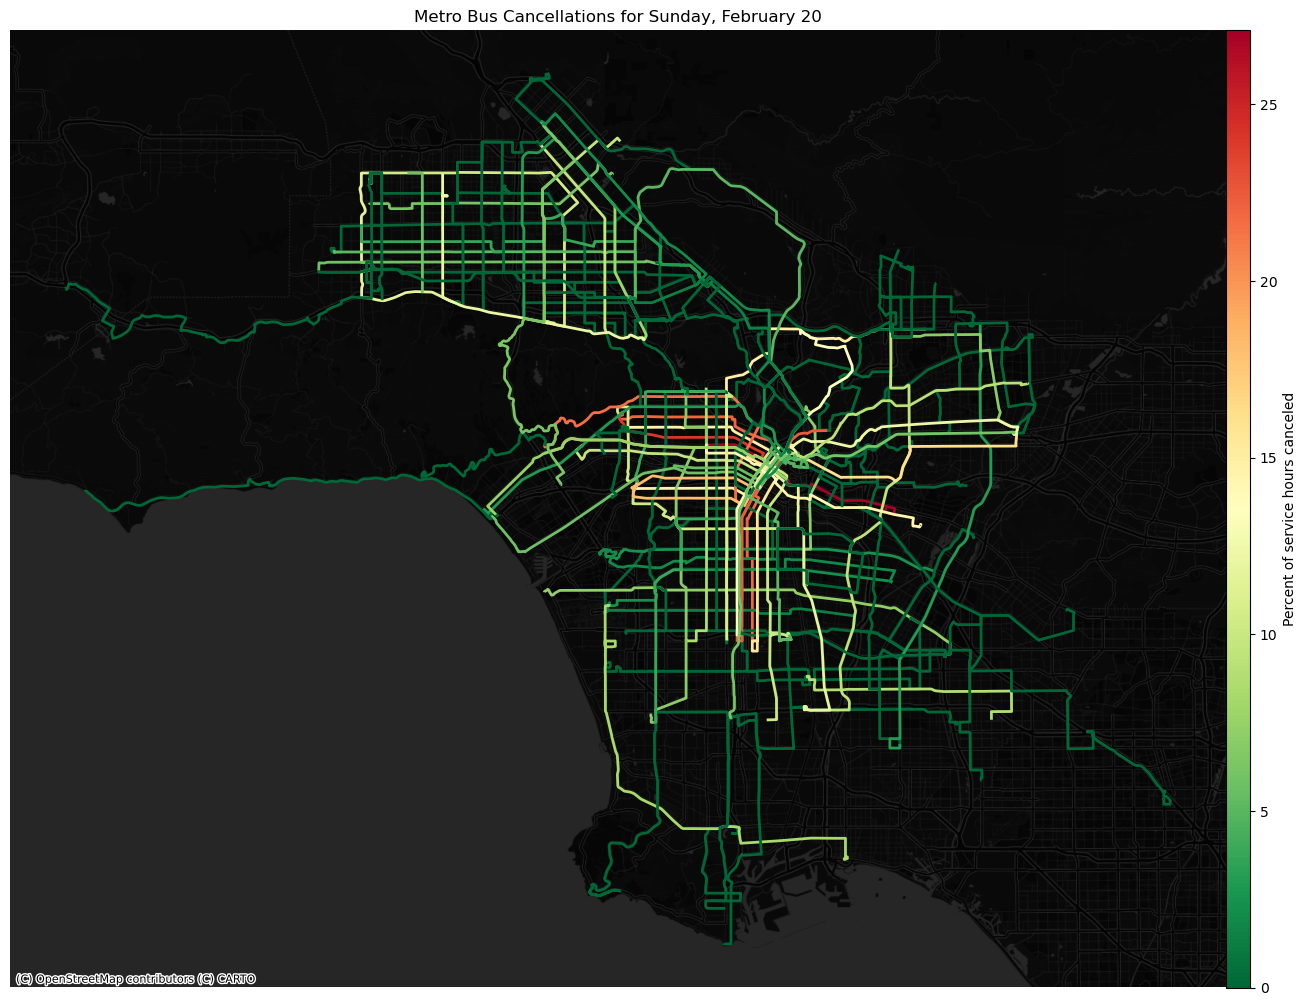 Metro Bus Cancellations for Sunday, February 20
25
20
15
10
5
0
Percent of service hours canceled
(C) OpenStreetMap contributors (C) CARTO